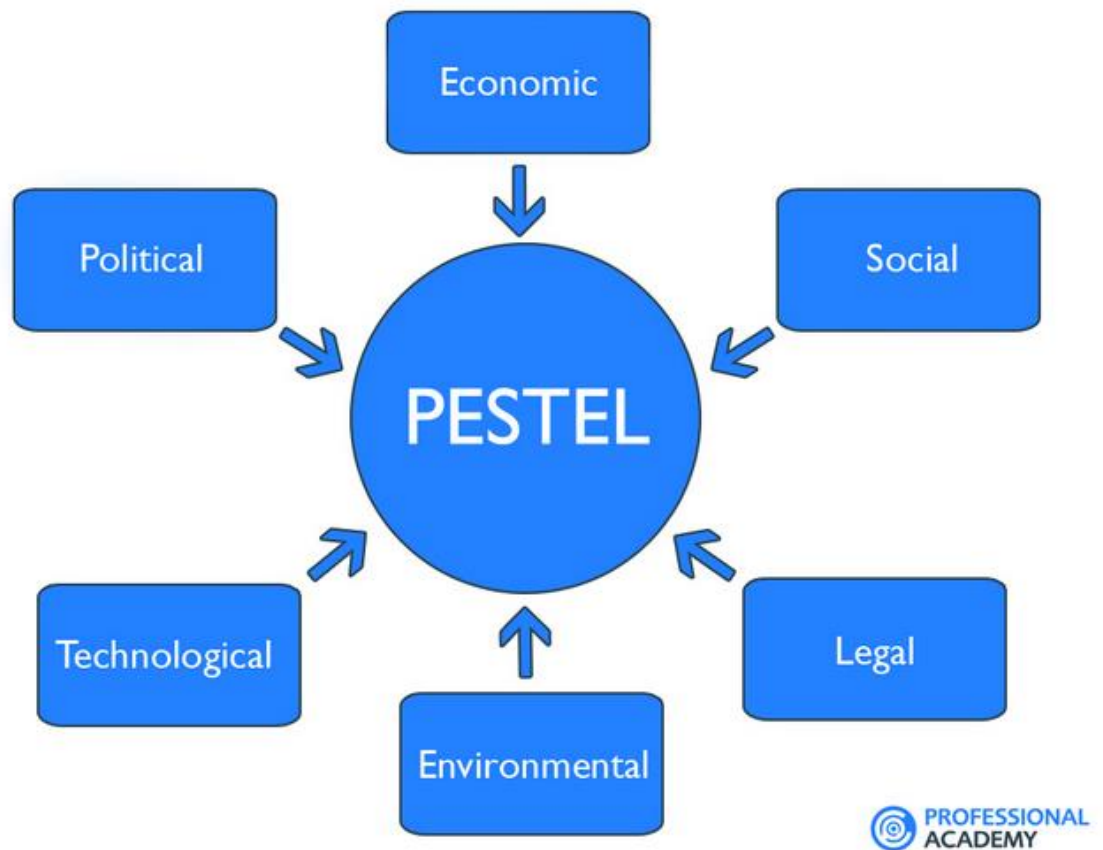 Economic
Political
Social
PESTEL
Technological
Legal
Environmental
PROFESSIONAL
ACADEMY